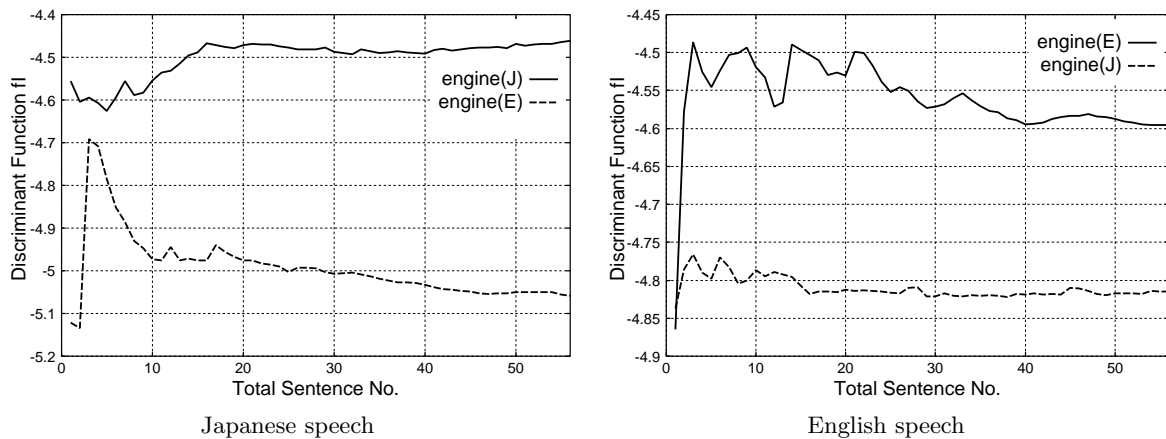 -4.4
-4.5
-4.6
-4.7
-4.8
-4.9
-5
-5.1
-5.2
Discriminant Function fl
engine(J)
engine(E)
0 10 20 30 40 50
Total Sentence No.
Japanese speech
-4.45
-4.5
-4.55
-4.6
-4.65
-4.7
-4.75
-4.8
-4.85
-4.9
Discriminant Function fl
engine(E)
engine(J)
0 10 20 30 40 50
Total Sentence No.
English speech